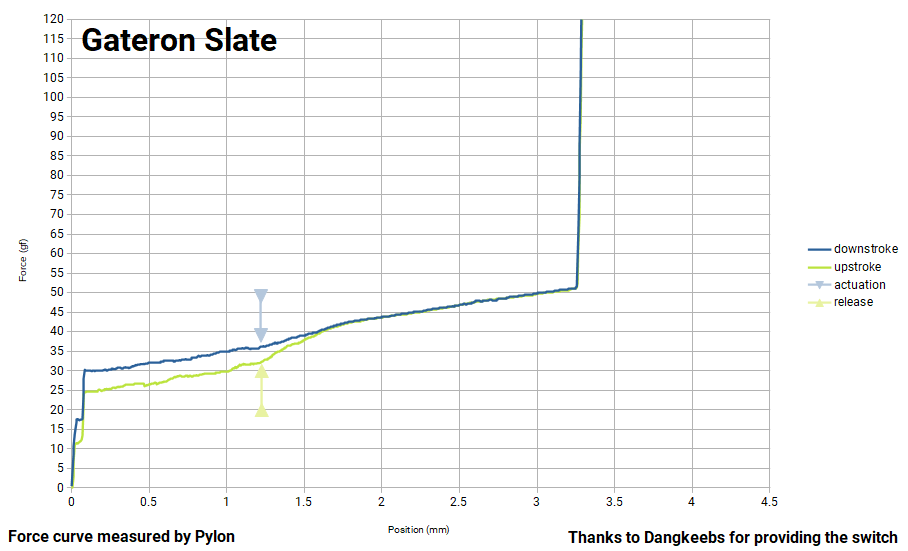 Gateron Slate
120
115
110
105
100
95
90
85
80
75
70
65
60
55
50
45
40
35
30
25
20
15
10
5
0
Force (gf)
downstroke
upstroke
actuation
release
0 0.5 1 1.5 2 2.5 3 3.5 4 4.5
Position (mm)
Force curve measured by Pylon
Thanks to Dangkeebs for providing the switch